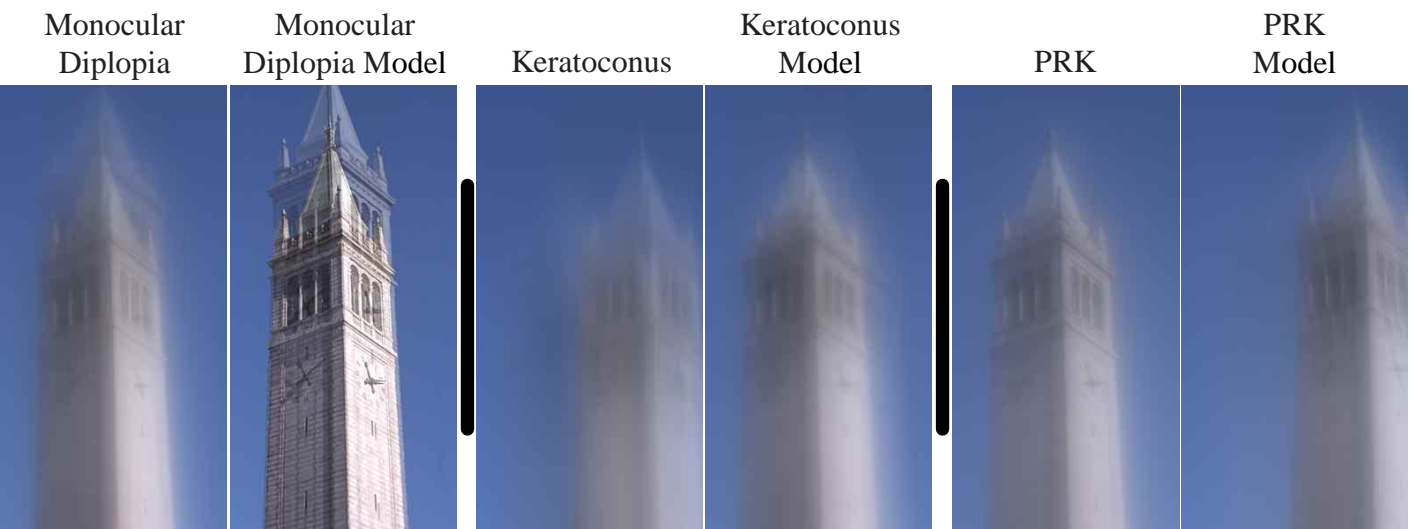 Monocular
Diplopia
Monocular
Diplopia Model
Keratoconus
Keratoconus
Model
PRK
PRK
Model